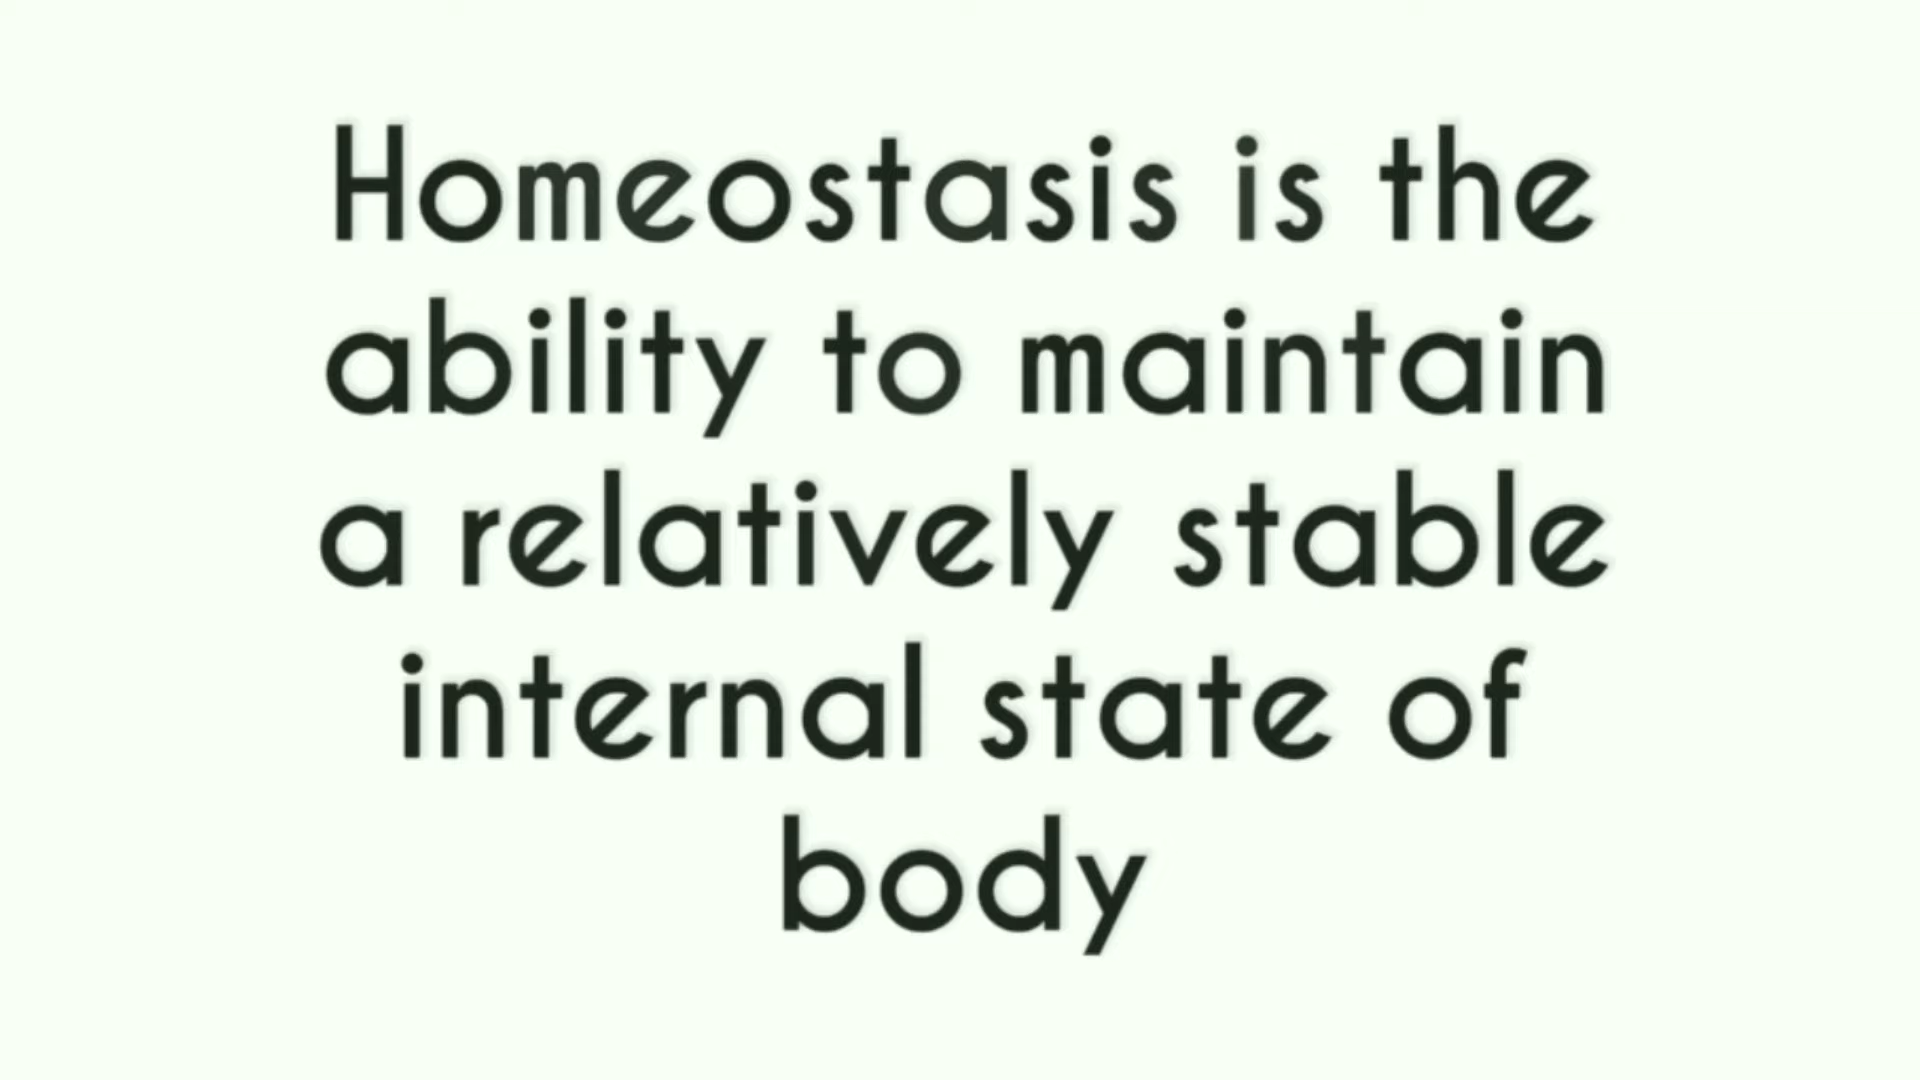 Homeostasis is the
ability to maintain
a relatively stable
internal state of
body